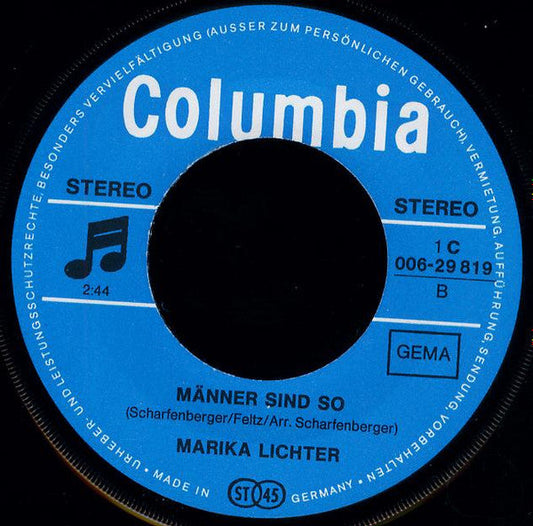 URHEBER- UND LEISTUNGSSCHUTZRECHTE, BESONDERS VERVIELFÄLTIGUNG (AUSSER ZUM PERSÖNLICHEN GEBRAUCH), VERMIETUNG, AUFFÜHRUNG, SENDUNG, VORBEHALTEN
Columbia
STEREO
STEREO
2:44
1 C
006-29 819
B
GEMA
MÄNNER SIND SO
(Scharfenberger/Feltz/Arr. Scharfenberger)
MARIKA LICHTER
• MADE IN ST 45 GERMANY •